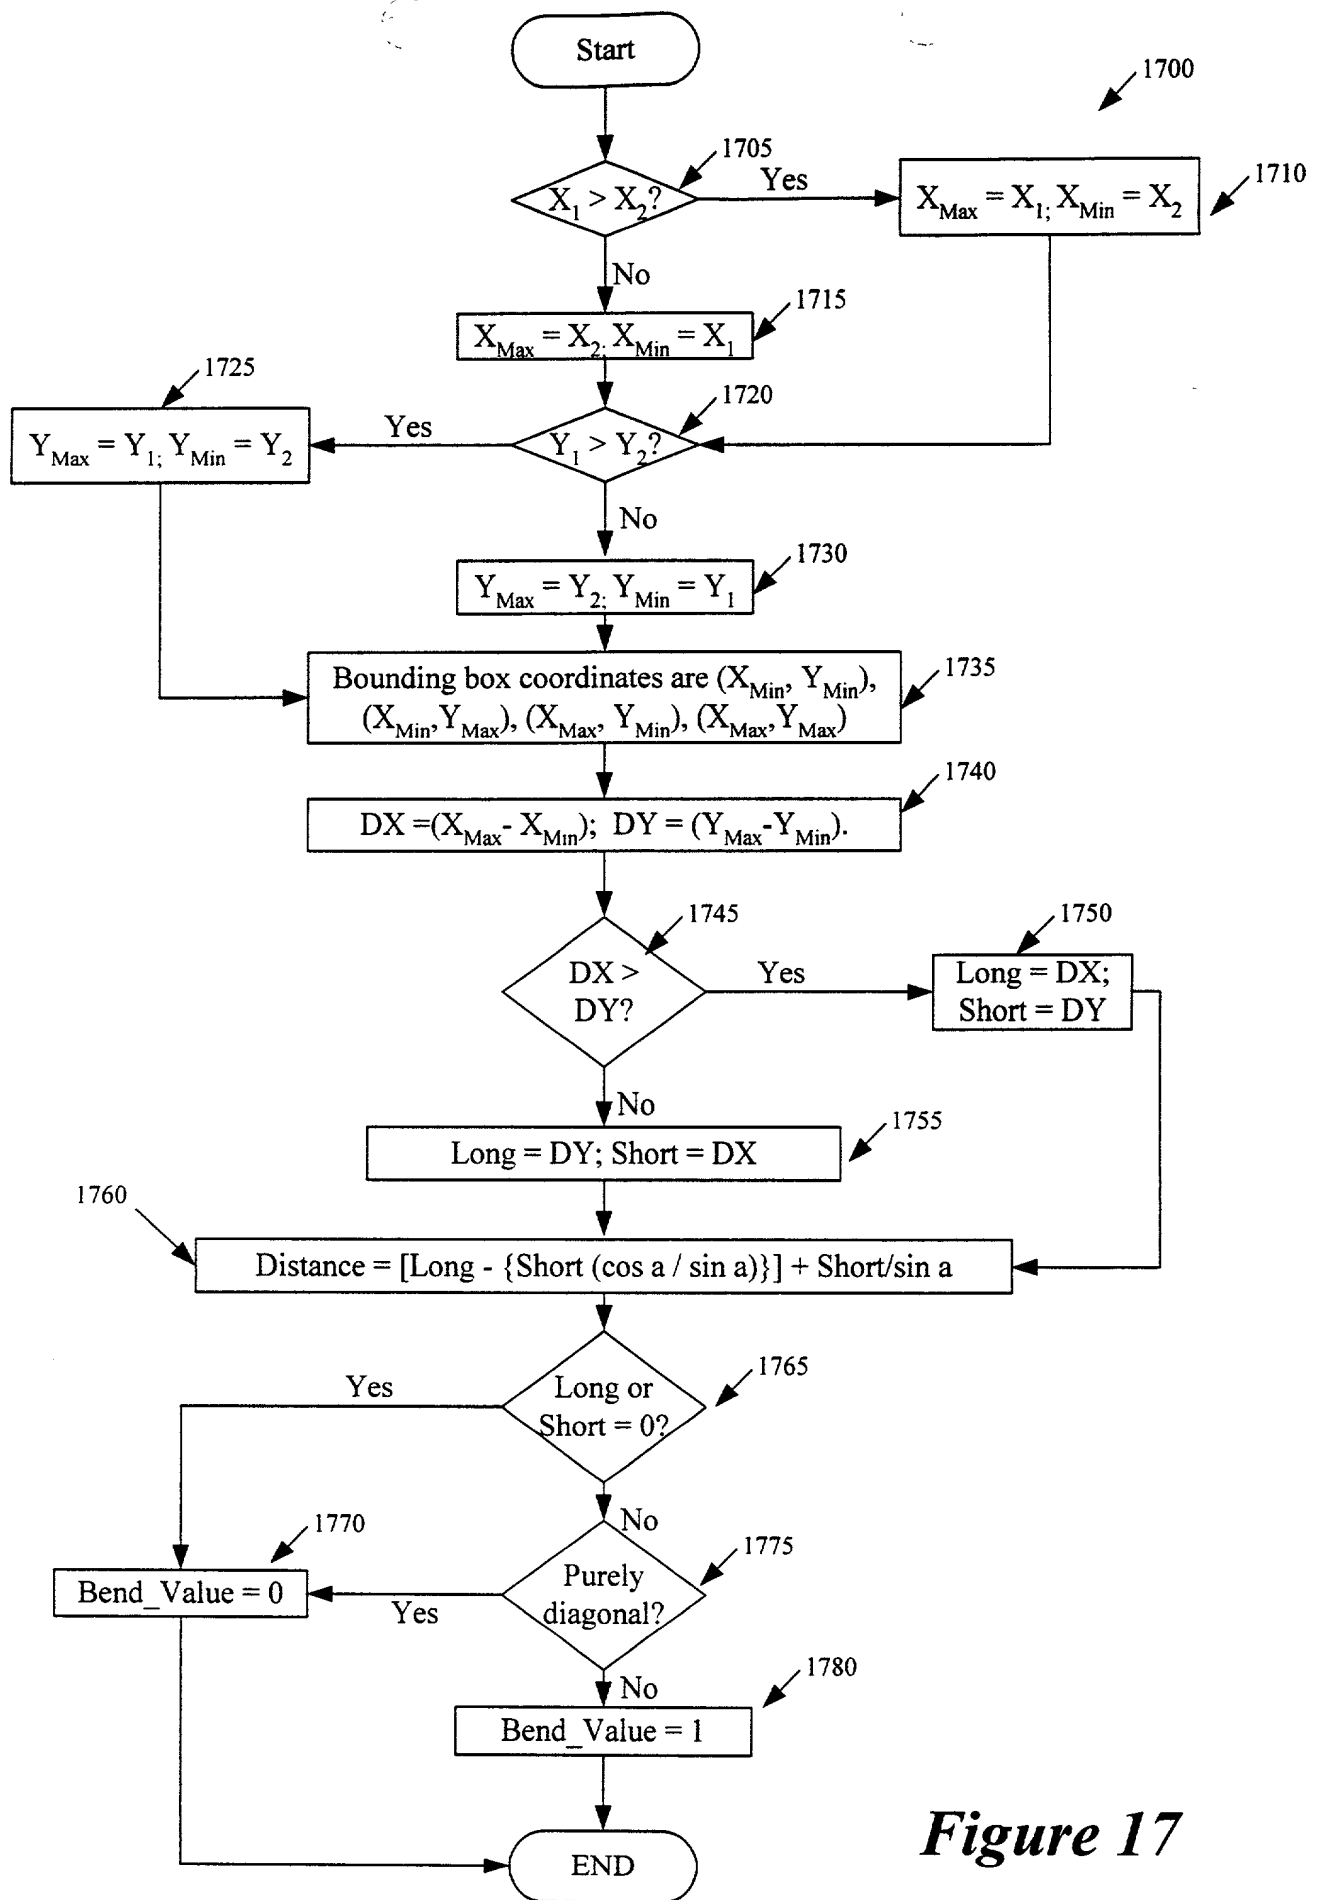 Start
1700
1705
X1 > X2?
Yes
XMax = X1; XMin = X2
1710
No
1715
XMax = X2; XMin = X1
1725
1720
YMax = Y1; YMin = Y2
Yes
Y1 > Y2?
No
1730
YMax = Y2; YMin = Y1
Bounding box coordinates are (XMin, YMin),
(XMin,YMax), (XMax, YMin), (XMax,YMax)
1735
1740
DX =(XMax- XMin); DY = (YMax-YMin).
1745
1750
DX >
DY?
Yes
Long = DX;
Short = DY
No
1755
Long = DY; Short = DX
1760
Distance = [Long - {Short (cos a / sin a)}] + Short/sin a
1765
Yes
Long or
Short = 0?
No
1770
1775
Bend_Value = 0
Yes
Purely
diagonal?
No
1780
Bend_Value = 1
END
Figure 17